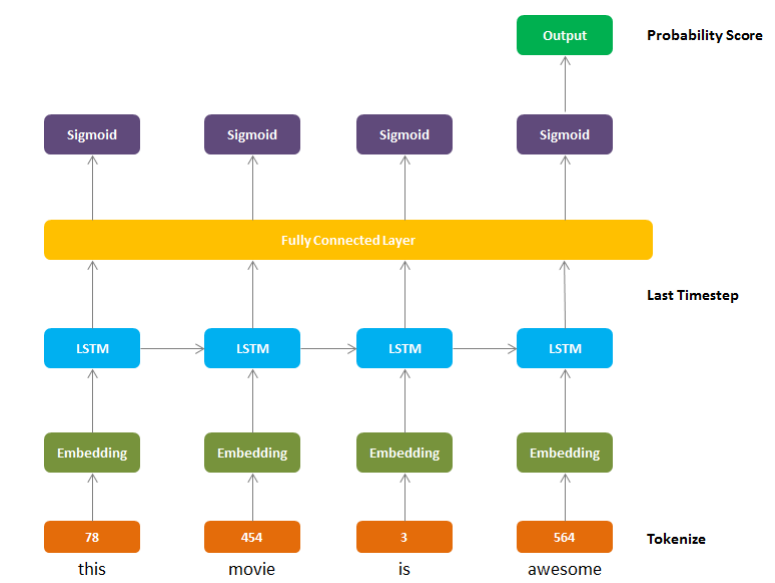 Output Probability Score
Sigmoid Sigmoid Sigmoid Sigmoid
Fully Connected Layer
Last Timestep
LSTM LSTM LSTM LSTM
Embedding Embedding Embedding Embedding
78 454 3 564 Tokenize
this movie is awesome